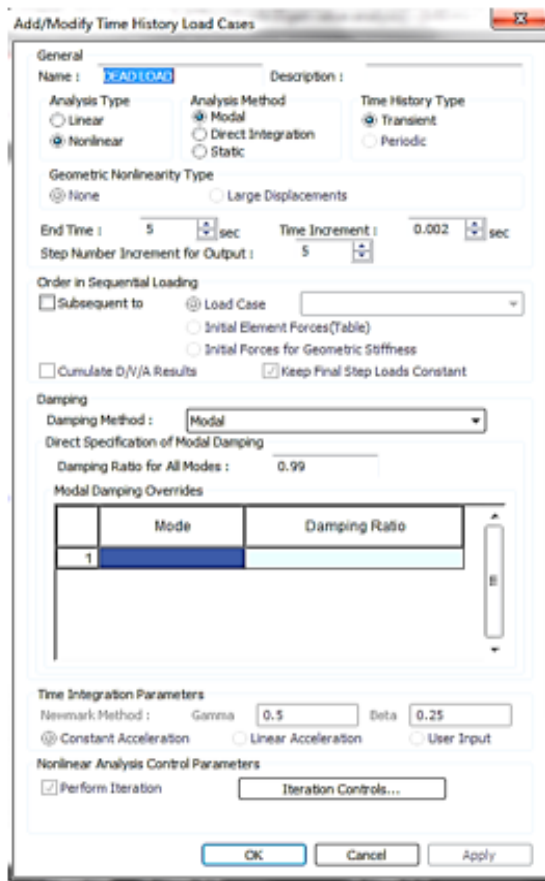 Add/Modify Time History Load Cases
General
Name : DEAD LOAD Description :
Analysis Type Analysis Method Time History Type
Linear Modal Transient
Nonlinear Direct Integration Periodic
Static
Geometric Nonlinearity Type
None Large Displacements
End Time : 5 sec Time Increment : 0.002 sec
Step Number Increment for Output : 5
Order in Sequential Loading
Subsequent to Load Case
Initial Element Forces(Table)
Initial Forces for Geometric Stiffness
Cumulate D/V/A Results Keep Final Step Loads Constant
Damping
Damping Method : Modal
Direct Specification of Modal Damping
Damping Ratio for All Modes : 0.99
Modal Damping Overrides
Mode Damping Ratio
1
Time Integration Parameters
Newmark Method : Gamma 0.5 Beta 0.25
Constant Acceleration Linear Acceleration User Input
Nonlinear Analysis Control Parameters
Perform Iteration Iteration Controls...
OK Cancel Apply